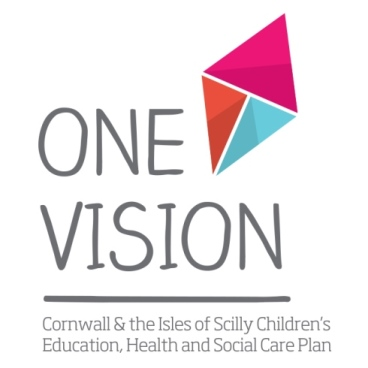 ONE
VISION
Cornwall & the Isles of Scilly Children's
Education, Health and Social Care Plan